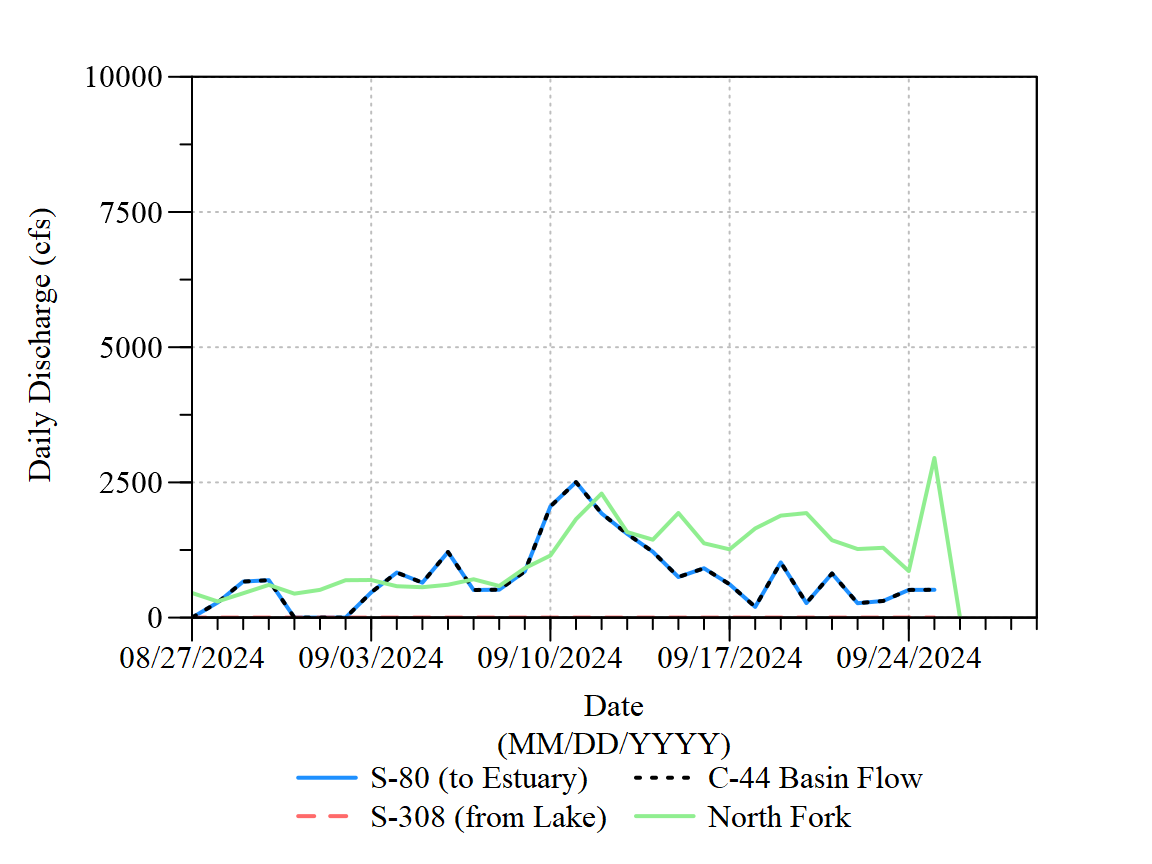 10000
7500
5000
2500
0
Daily Discharge (cfs)
08/27/2024 09/03/2024 09/10/2024 09/17/2024 09/24/2024
Date
(MM/DD/YYYY)
S-80 (to Estuary) C-44 Basin Flow
S-308 (from Lake) North Fork